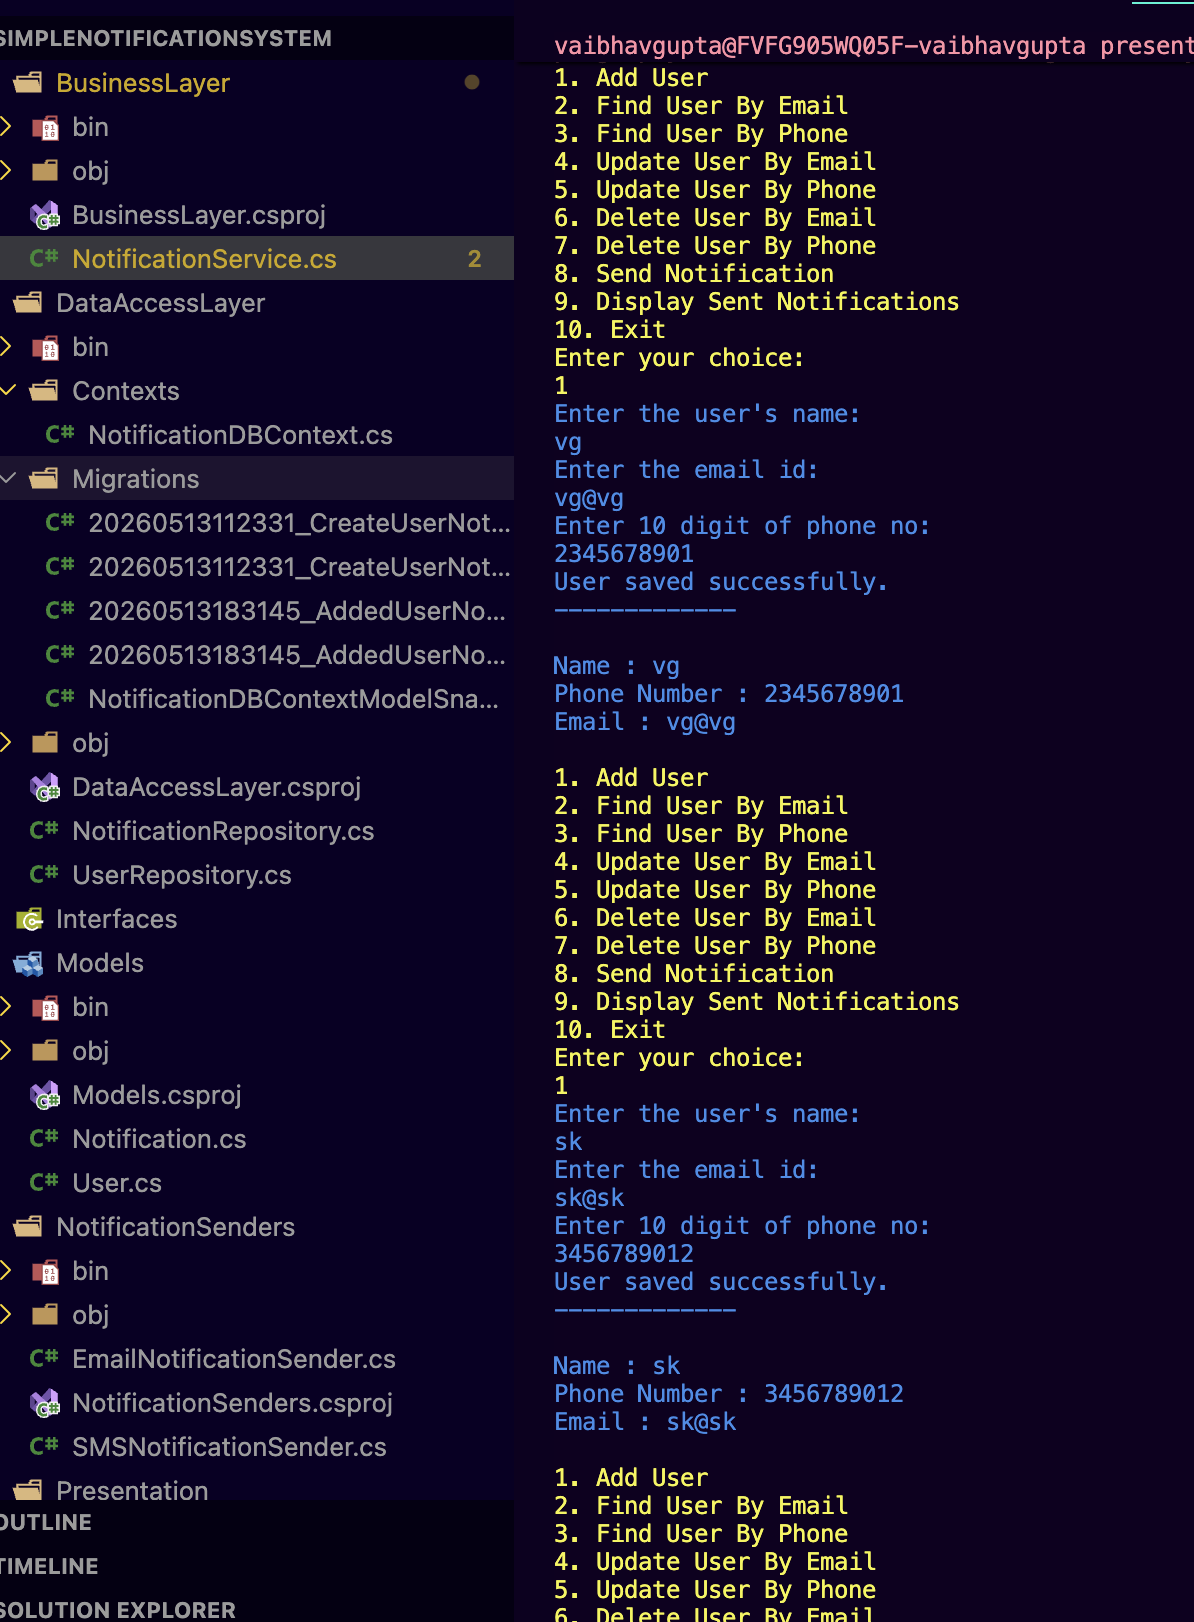 SIMPLENOTIFICATIONSYSTEM
BusinessLayer
bin
obj
BusinessLayer.csproj
NotificationService.cs 2
DataAccessLayer
bin
Contexts
NotificationDBContext.cs
Migrations
20260513112331_CreateUserNot...
20260513112331_CreateUserNot...
20260513183145_AddedUserNo...
20260513183145_AddedUserNo...
NotificationDBContextModelSna...
obj
DataAccessLayer.csproj
NotificationRepository.cs
UserRepository.cs
Interfaces
Models
bin
obj
Models.csproj
Notification.cs
User.cs
NotificationSenders
bin
obj
EmailNotificationSender.cs
NotificationSenders.csproj
SMSNotificationSender.cs
Presentation
OUTLINE
TIMELINE
SOLUTION EXPLORER
vaibhavgupta@FVFG905WQ05F-vaibhavgupta present
1. Add User
2. Find User By Email
3. Find User By Phone
4. Update User By Email
5. Update User By Phone
6. Delete User By Email
7. Delete User By Phone
8. Send Notification
9. Display Sent Notifications
10. Exit
Enter your choice:
1
Enter the user's name:
vg
Enter the email id:
vg@vg
Enter 10 digit of phone no:
2345678901
User saved successfully.
-------------
Name : vg
Phone Number : 2345678901
Email : vg@vg
1. Add User
2. Find User By Email
3. Find User By Phone
4. Update User By Email
5. Update User By Phone
6. Delete User By Email
7. Delete User By Phone
8. Send Notification
9. Display Sent Notifications
10. Exit
Enter your choice:
1
Enter the user's name:
sk
Enter the email id:
sk@sk
Enter 10 digit of phone no:
3456789012
User saved successfully.
-------------
Name : sk
Phone Number : 3456789012
Email : sk@sk
1. Add User
2. Find User By Email
3. Find User By Phone
4. Update User By Email
5. Update User By Phone
6. Delete User By Email